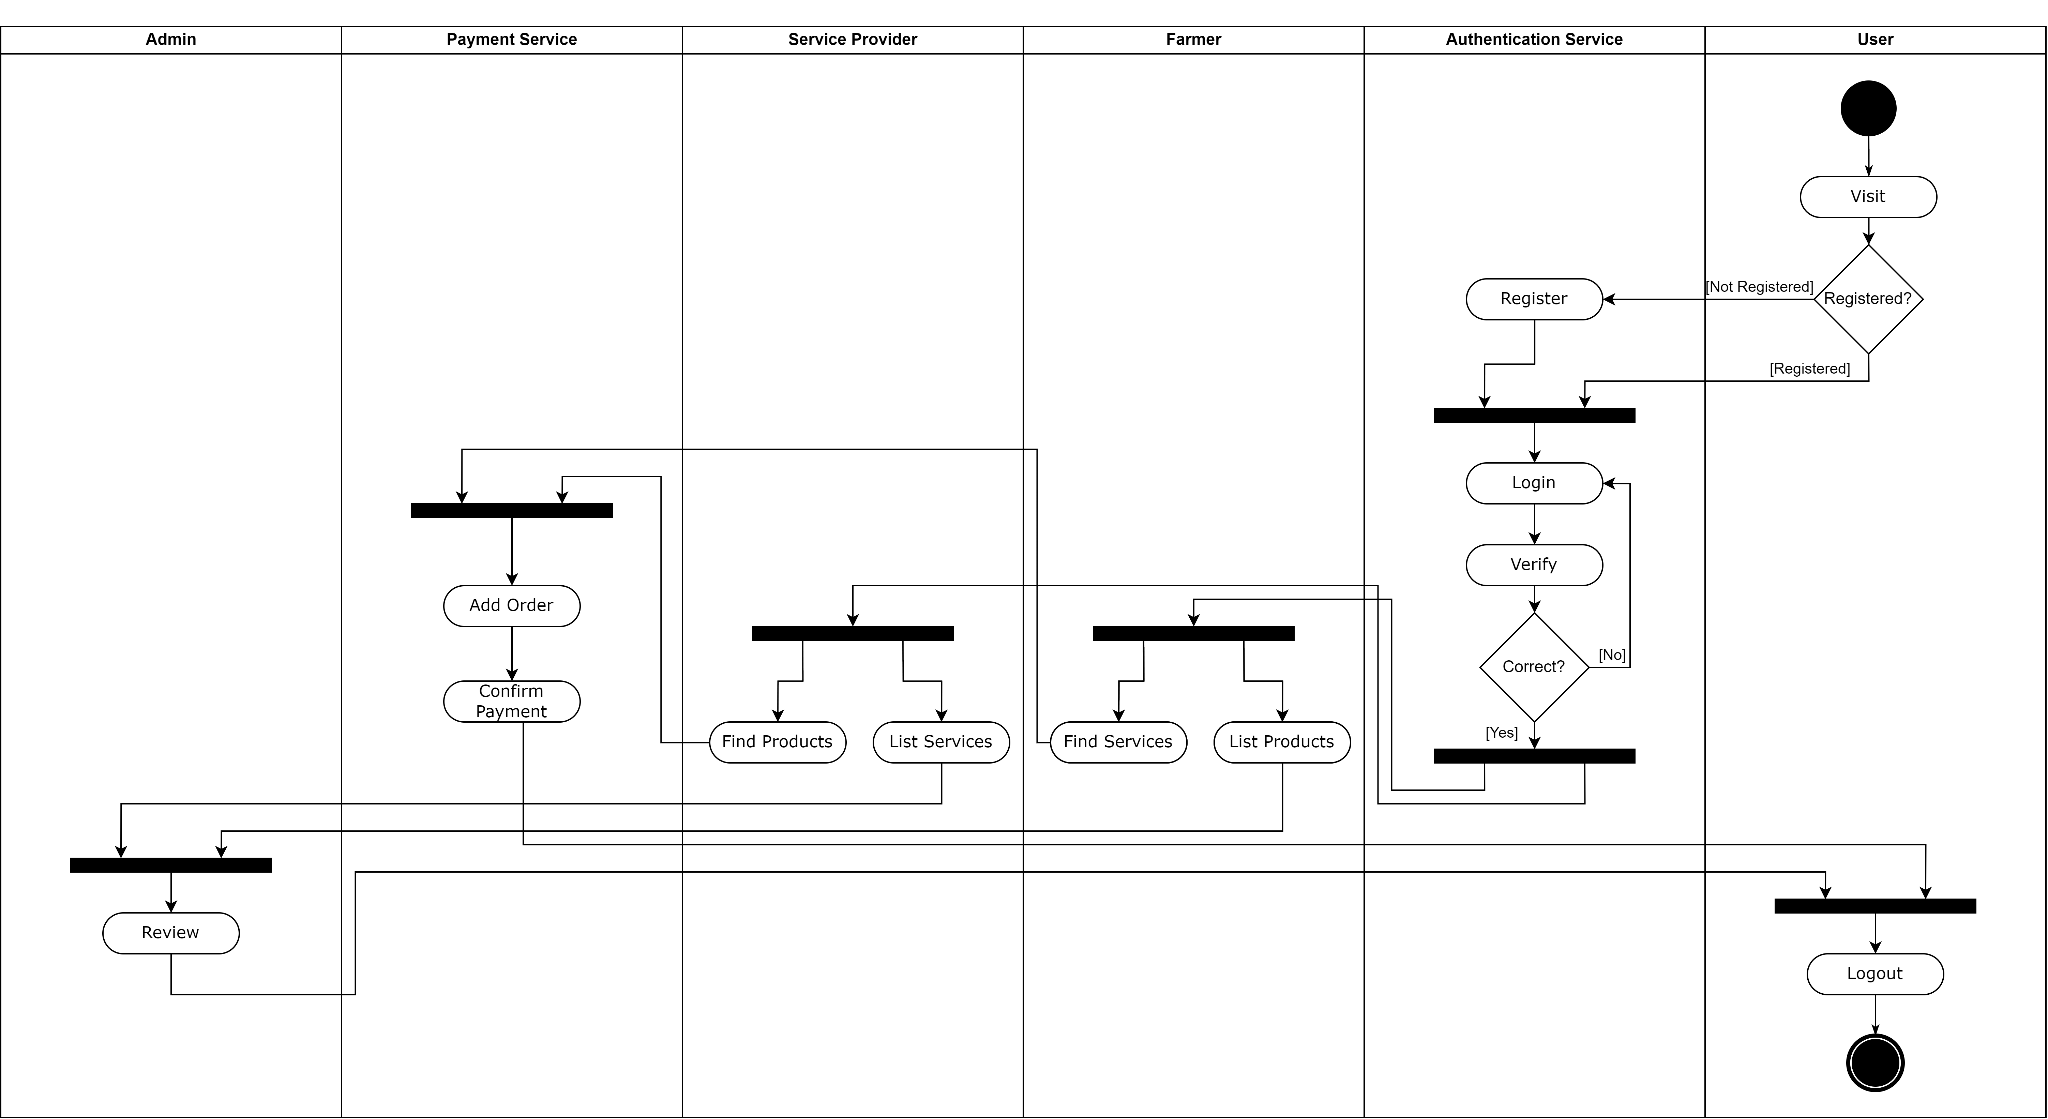 Admin
Payment Service
Service Provider
Farmer
Authentication Service
User
Visit
[Not Registered]
Registered?
Register
[Registered]
Login
Verify
Add Order
Correct?
[No]
Confirm
Payment
[Yes]
Find Products
List Services
Find Services
List Products
Review
Logout